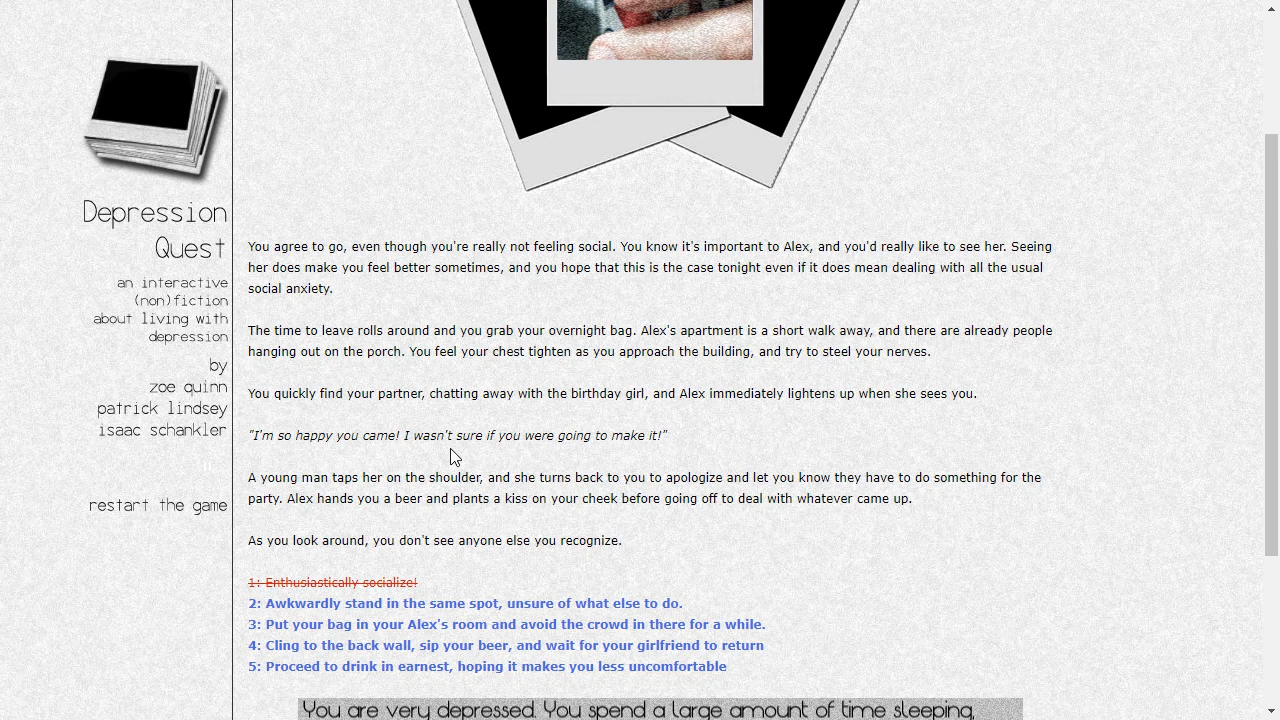 Depression
Quest
an interactive
(non)fiction
about living with
depression
by
zoe quinn
patrick lindsey
isaac schankler
restart the game
You agree to go, even though you're really not feeling social. You know it's important to Alex, and you'd really like to see her. Seeing
her does make you feel better sometimes, and you hope that this is the case tonight even if it does mean dealing with all the usual
social anxiety.
The time to leave rolls around and you grab your overnight bag. Alex's apartment is a short walk away, and there are already people
hanging out on the porch. You feel your chest tighten as you approach the building, and try to steel your nerves.
You quickly find your partner, chatting away with the birthday girl, and Alex immediately lightens up when she sees you.
"I'm so happy you came! I wasn't sure if you were going to make it!"
A young man taps her on the shoulder, and she turns back to you to apologize and let you know they have to do something for the
party. Alex hands you a beer and plants a kiss on your cheek before going off to deal with whatever came up.
As you look around, you don't see anyone else you recognize.
1: Enthusiastically socialize!
2: Awkwardly stand in the same spot, unsure of what else to do.
3: Put your bag in your Alex's room and avoid the crowd in there for a while.
4: Cling to the back wall, sip your beer, and wait for your girlfriend to return
5: Proceed to drink in earnest, hoping it makes you less uncomfortable
You are very depressed. You spend a large amount of time sleeping,